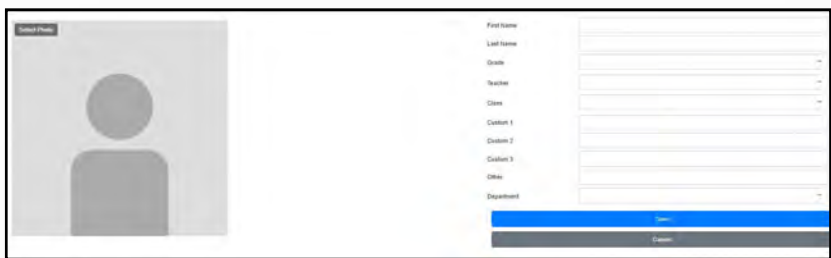 Select Photo
First Name
Last Name
Grade
Teacher
Class
Custom 1
Custom 2
Custom 3
Other
Department
Save
Cancel